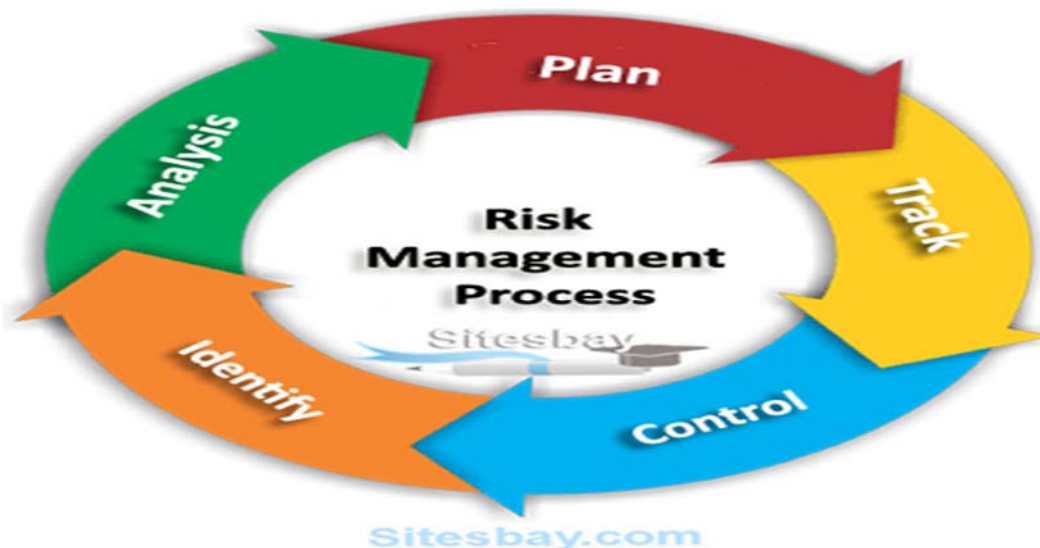 Plan
Track
Control
Identify
Analysis
Risk
Management
Process
Sitesbay
Sitesbay.com